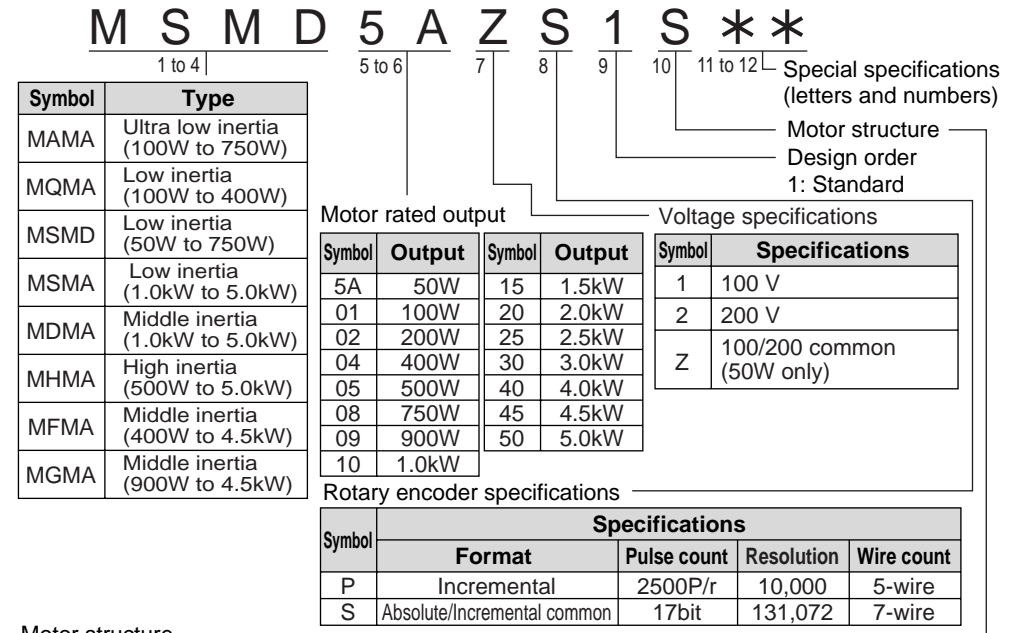 M S M D 5 A Z S 1 S ＊＊
1 to 4 5 to 6 7 8 9 10 11 to 12
Special specifications
(letters and numbers)
Motor structure
Design order
1: Standard
Symbol Type
MAMA Ultra low inertia
(100W to 750W)
MQMA Low inertia
(100W to 400W)
MSMD Low inertia
(50W to 750W)
MSMA Low inertia
(1.0kW to 5.0kW)
MDMA Middle inertia
(1.0kW to 5.0kW)
MHMA High inertia
(500W to 5.0kW)
MFMA Middle inertia
(400W to 4.5kW)
MGMA Middle inertia
(900W to 4.5kW)
Motor rated output
Symbol Output Symbol Output
5A 50W 15 1.5kW
01 100W 20 2.0kW
02 200W 25 2.5kW
04 400W 30 3.0kW
05 500W 40 4.0kW
08 750W 45 4.5kW
09 900W 50 5.0kW
10 1.0kW
Voltage specifications
Symbol Specifications
1 100 V
2 200 V
Z 100/200 common
(50W only)
Rotary encoder specifications
Symbol Specifications
Format Pulse count Resolution Wire count
P Incremental 2500P/r 10,000 5-wire
S Absolute/Incremental common 17bit 131,072 7-wire
Motor structure